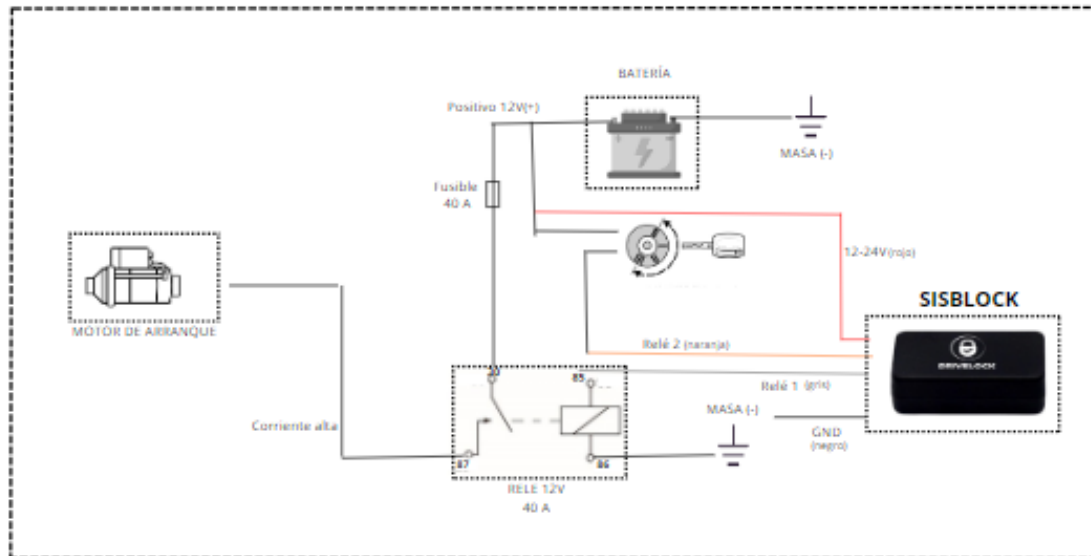 BATERÍA
Positivo 12V(+)
MASA (-)
Fusible
40 A
12-24V (rojo)
SISBLOCK
DRIVELOCK
MOTOR DE ARRANQUE
Relé 2 (naranja)
Relé 1 (gris)
85
MASA (-)
GND
(negro)
Corriente alta
87
86
RELE 12V
40 A